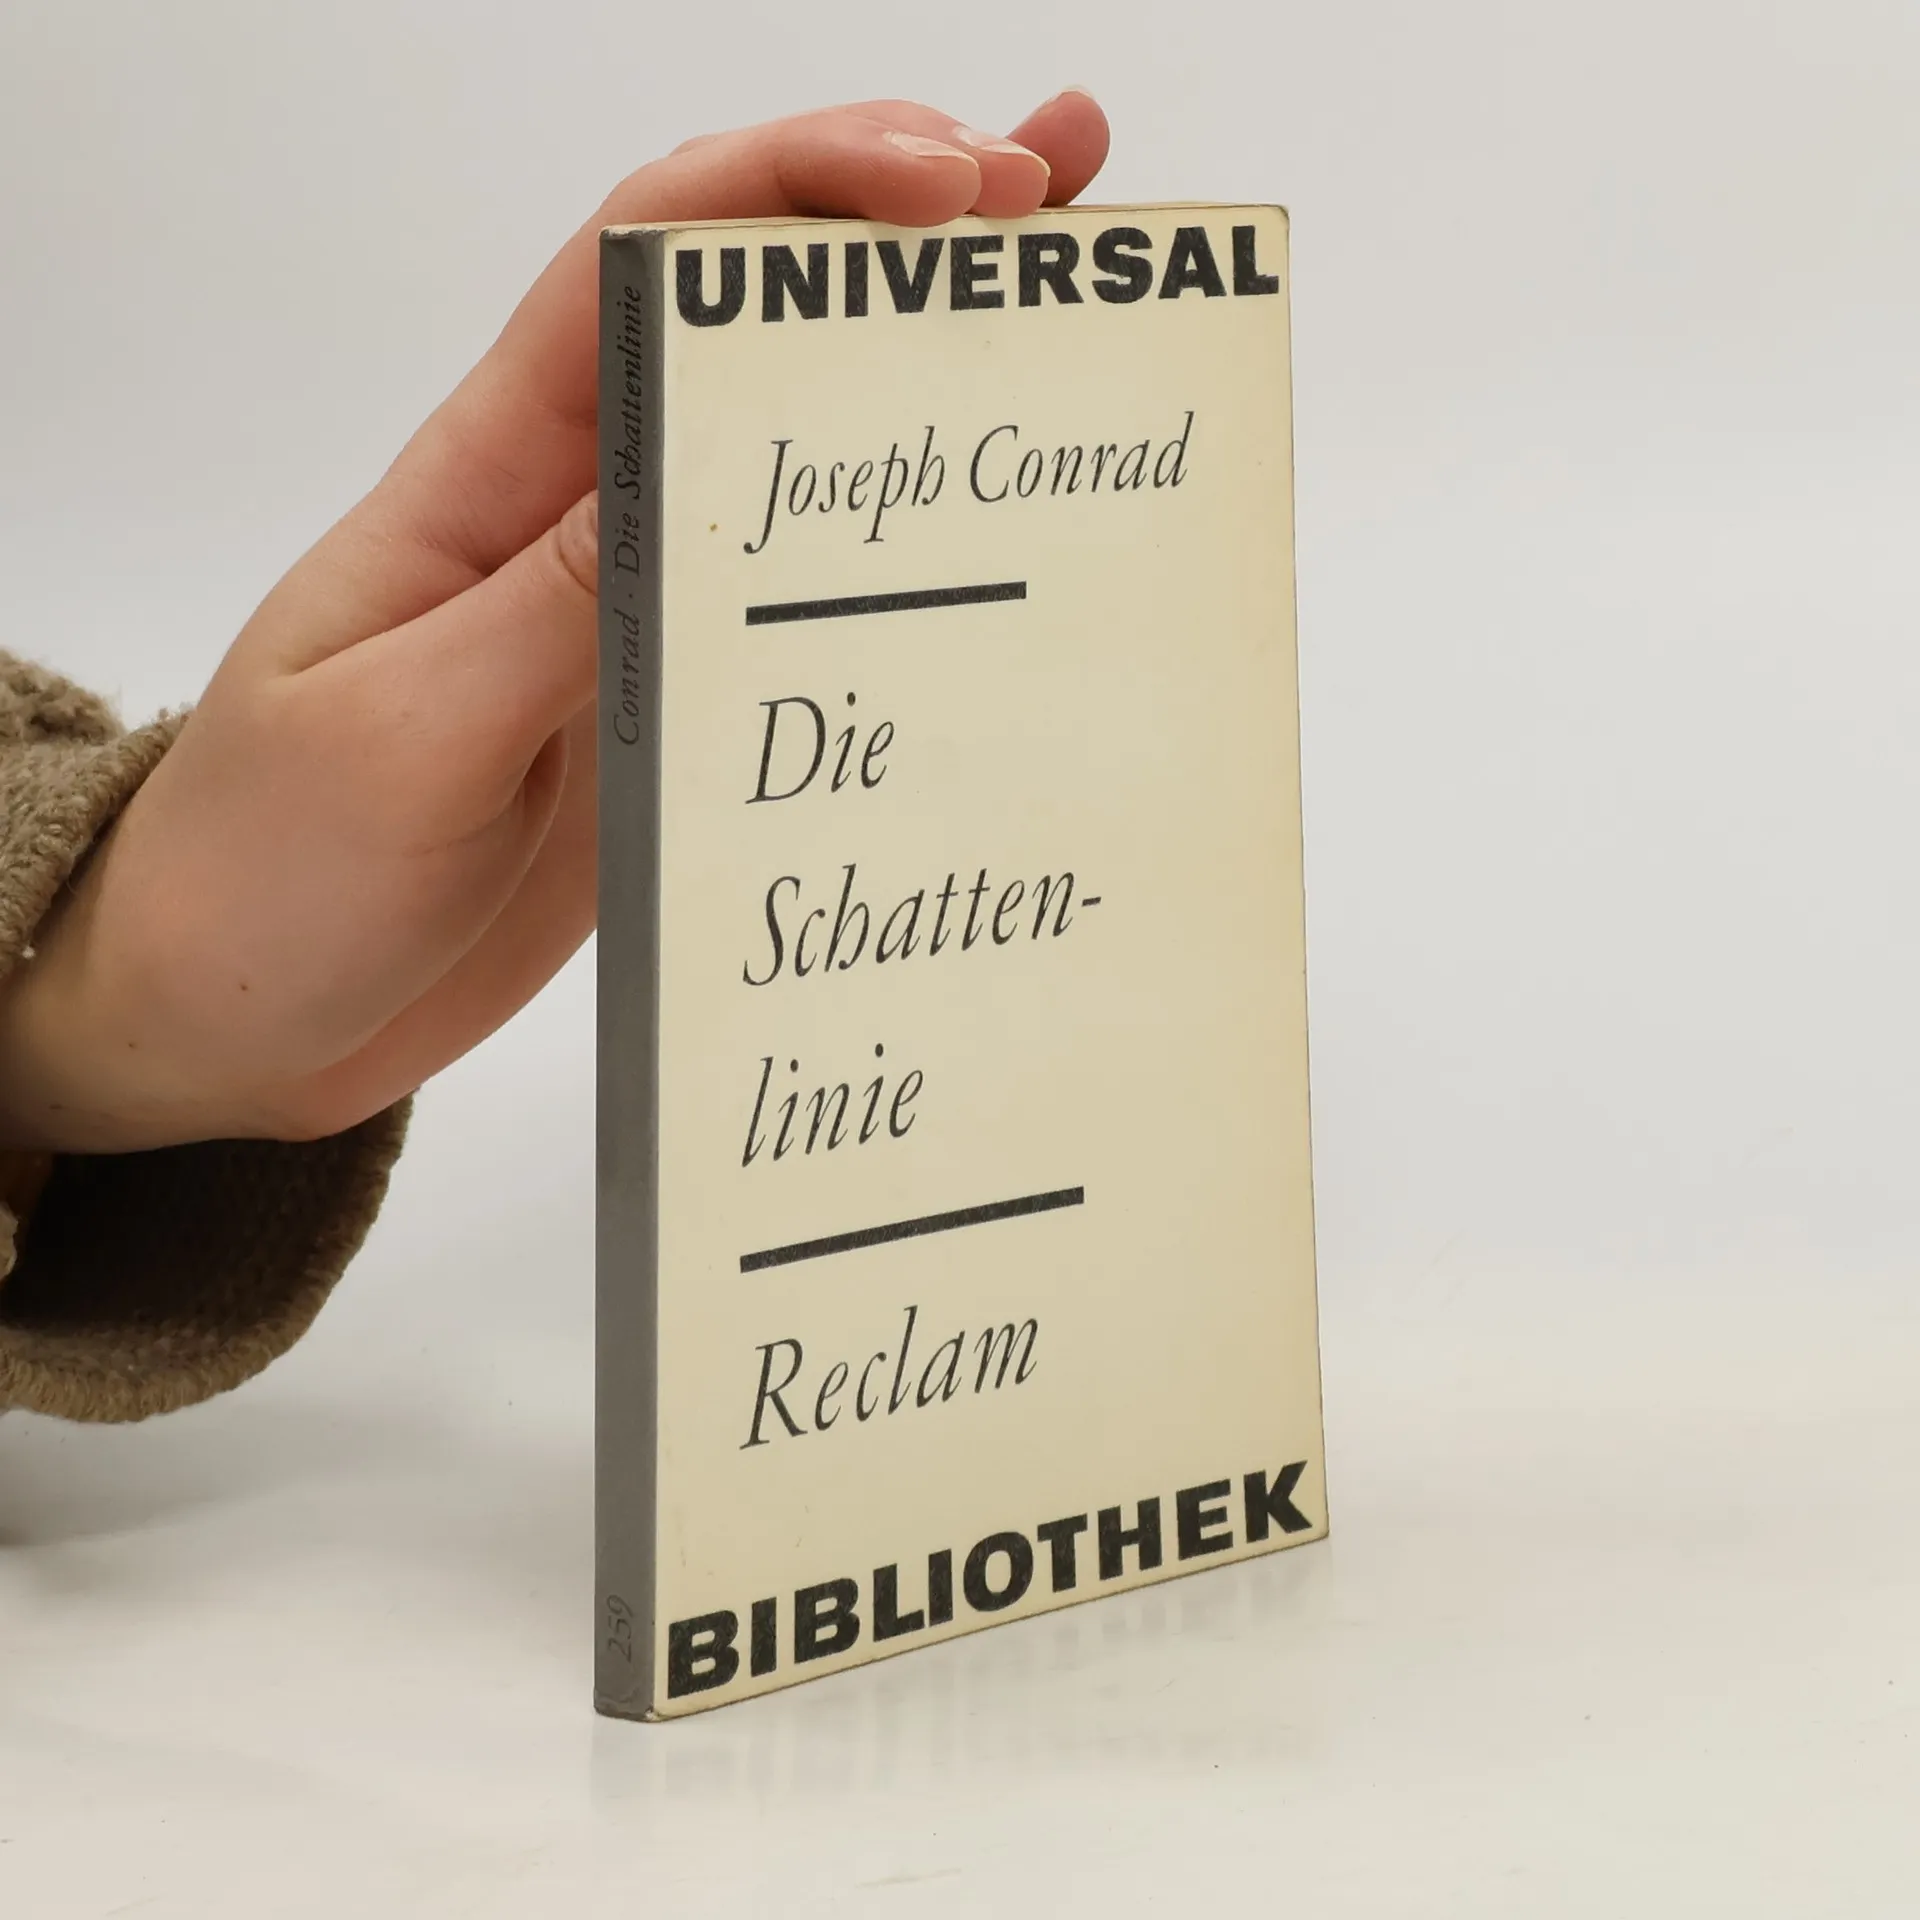 UNIVERSAL
Joseph Conrad
Die
Schatten-
linie
Reclam
BIBLIOTHEK
Conrad · Die Schattenlinie
259